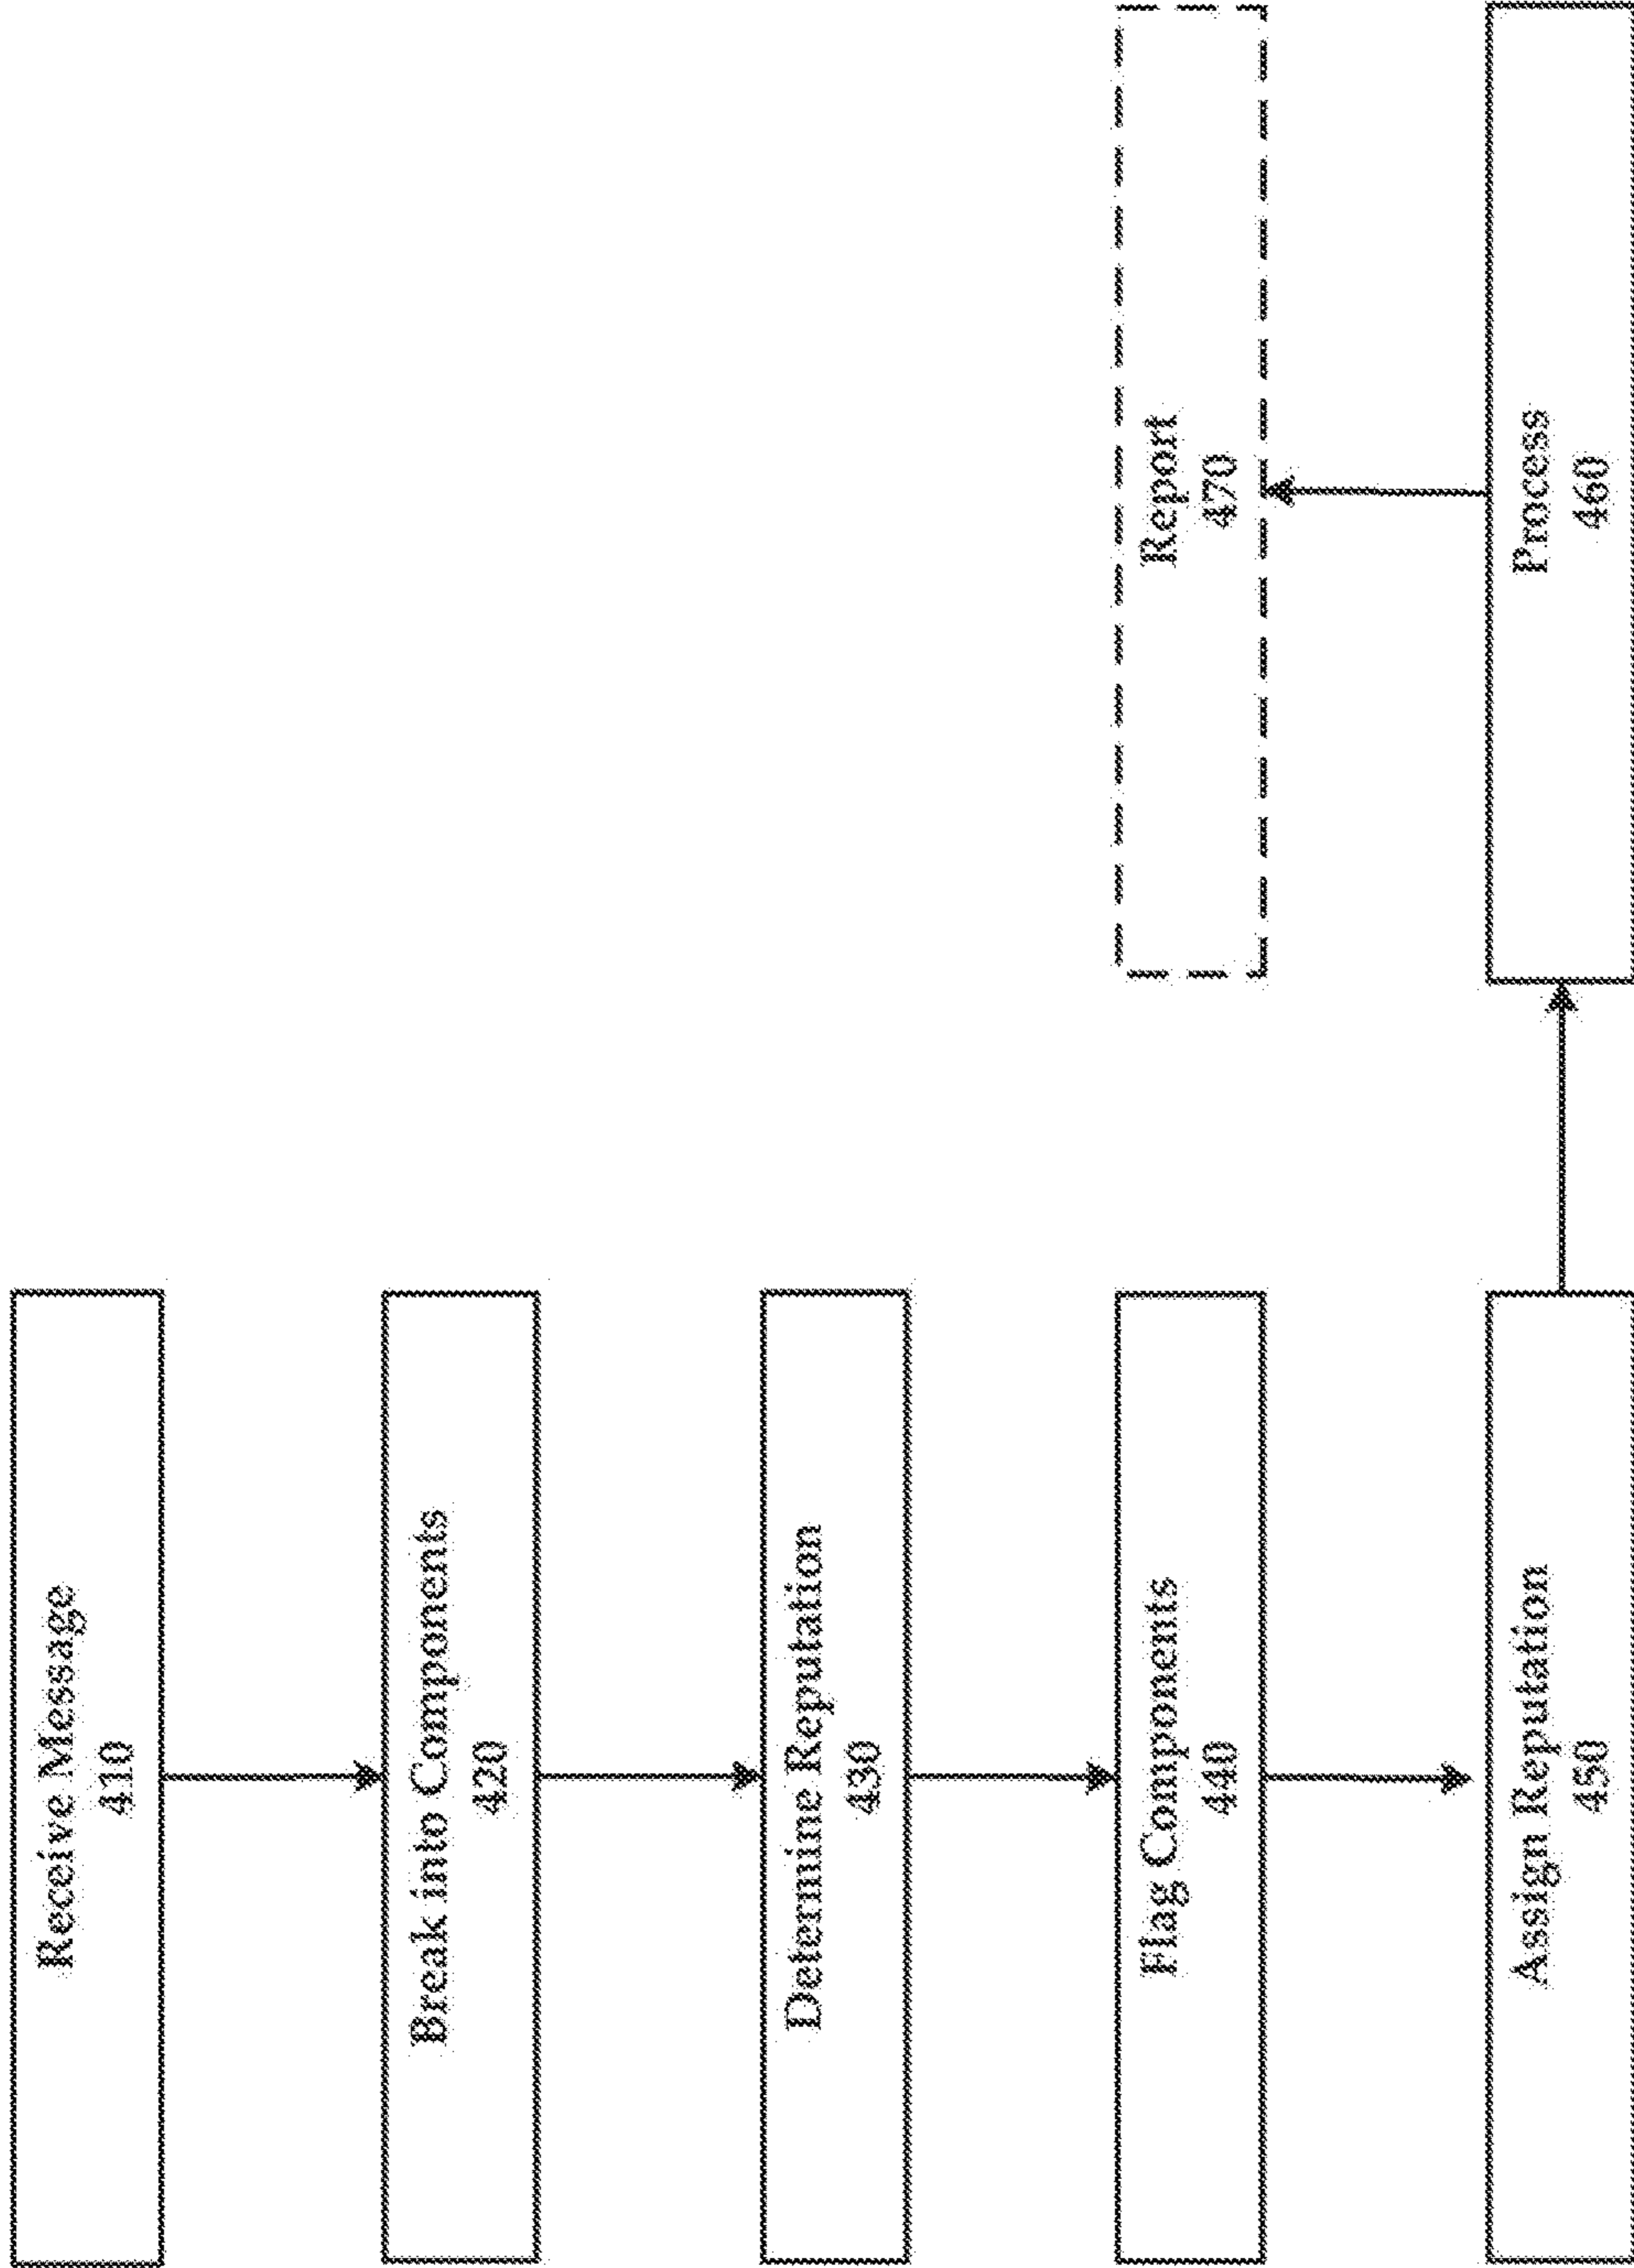 Receive Message
410
Break into Components
420
Determine Reputation
430
Flag Components
440
Assign Reputation
450
Process
460
Report
470